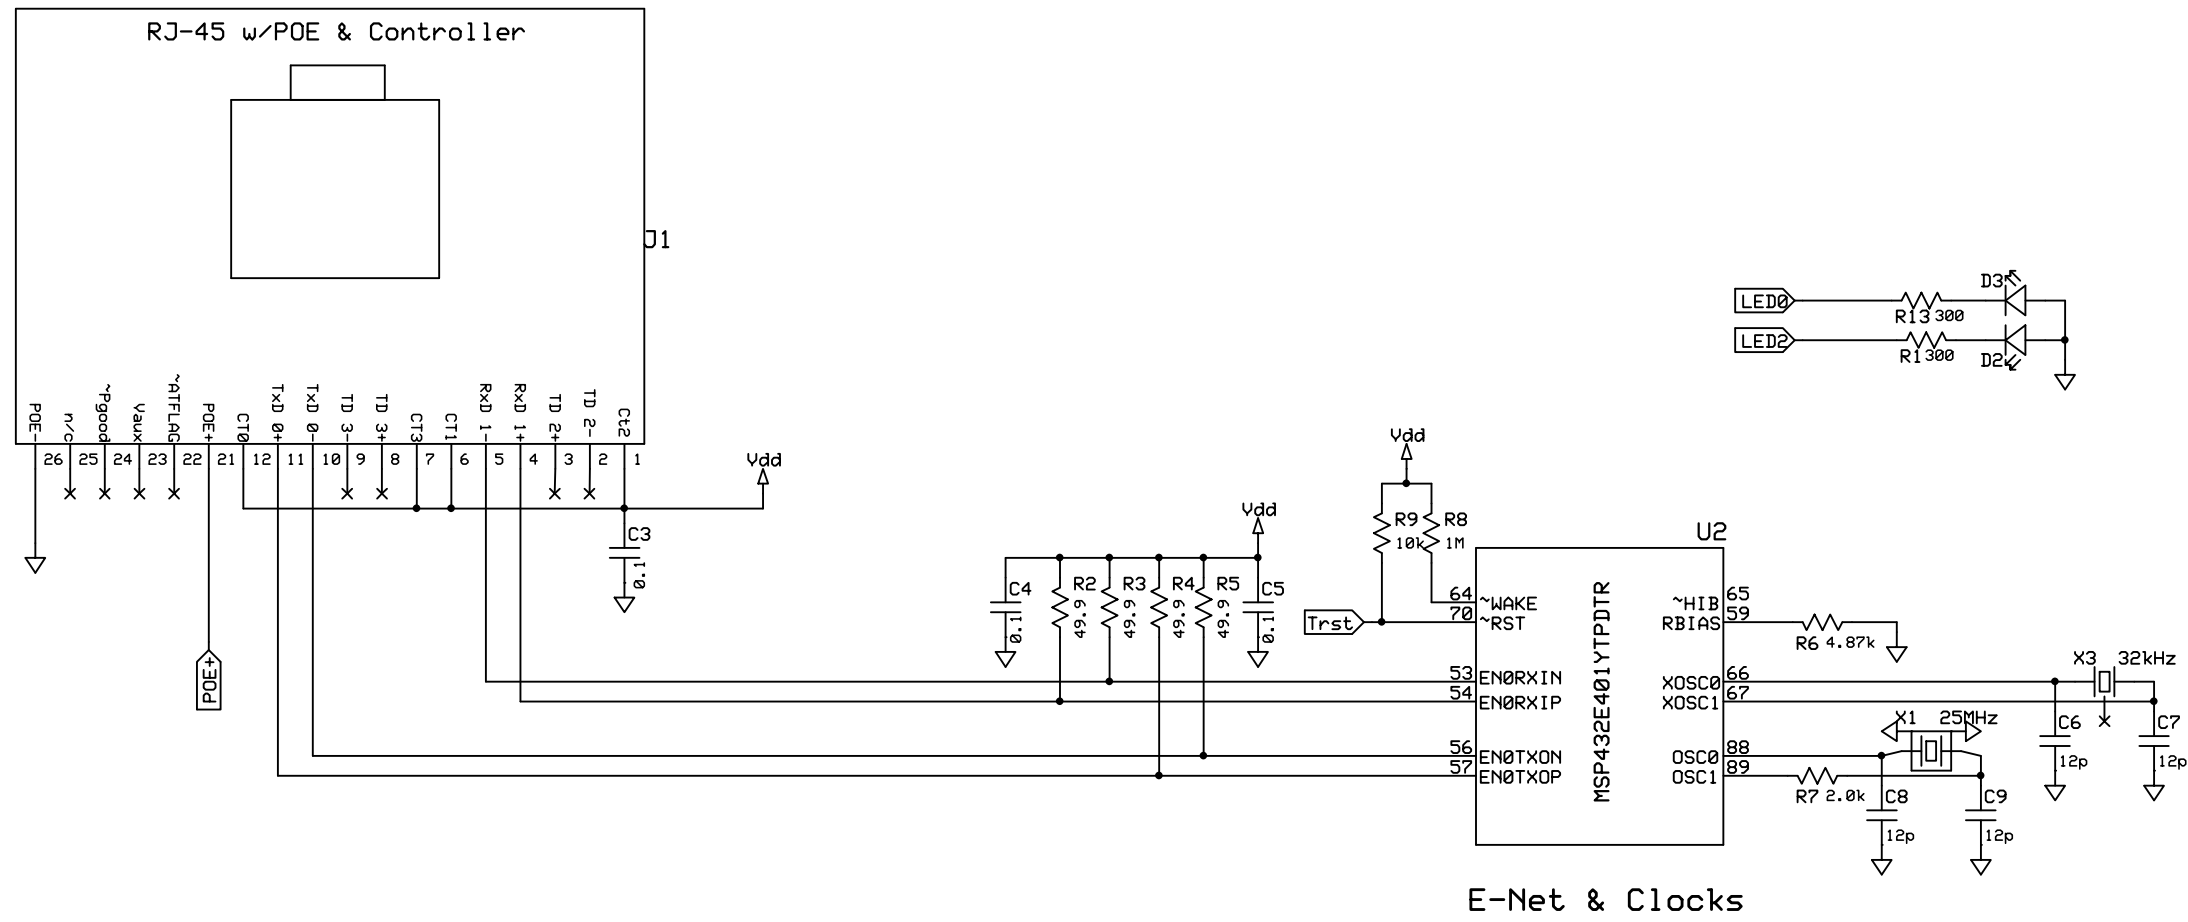 RJ-45 w/POE & Controller
J1
POE-
n/c
~Pgood
Vaux
~ATFLAG
POE+
CT0
TxD 0+
TxD 0-
TD 3-
TD 3+
CT3
CT1
RxD 1-
RxD 1+
TD 2+
TD 2-
Ct2
26 25 24 23 22 21 12 11 10 9 8 7 6 5 4 3 2 1
Vdd
C3
0.1
POE+
Vdd
C4
0.1
R2
49.9
R3
49.9
R4
49.9
R5
49.9
C5
0.1
Vdd
R9
10k
R8
1M
Trst
U2
MSP432E401YTPDTR
64 ~WAKE
70 ~RST
53 EN0RXIN
54 EN0RXIP
56 EN0TXON
57 EN0TXOP
~HIB 65
RBIAS 59
XOSC0 66
XOSC1 67
OSC0 88
OSC1 89
R6 4.87k
X3 32kHz
C6
12p
C7
12p
X1 25MHz
R7 2.0k
C8
12p
C9
12p
LED0
R13 300
D3
LED2
R1 300
D2
E-Net & Clocks